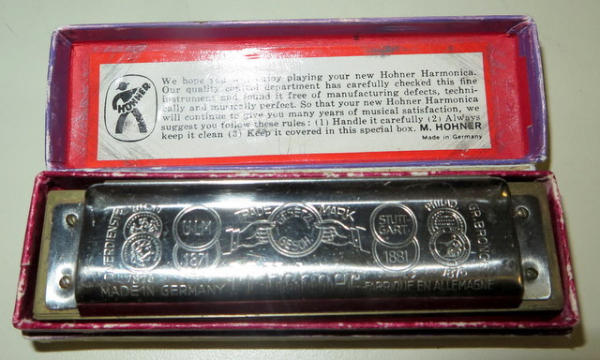 HOHNER
We hope you will enjoy playing your new Hohner Harmonica.
Our quality control department has carefully checked this fine
instrument and found it free of manufacturing defects, techni-
cally and musically perfect. So that your new Hohner Harmonica
will continue to give you many years of musical satisfaction, we
suggest you follow these rules: (1) Handle it carefully (2) Always
keep it clean (3) Keep it covered in this special box. M. HOHNER
Made in Germany
ULM
1871
TRADE MARK
STUTT
GART
1881
PHILAD
MADE IN GERMANY
FABRIQUE EN ALLEMAGNE